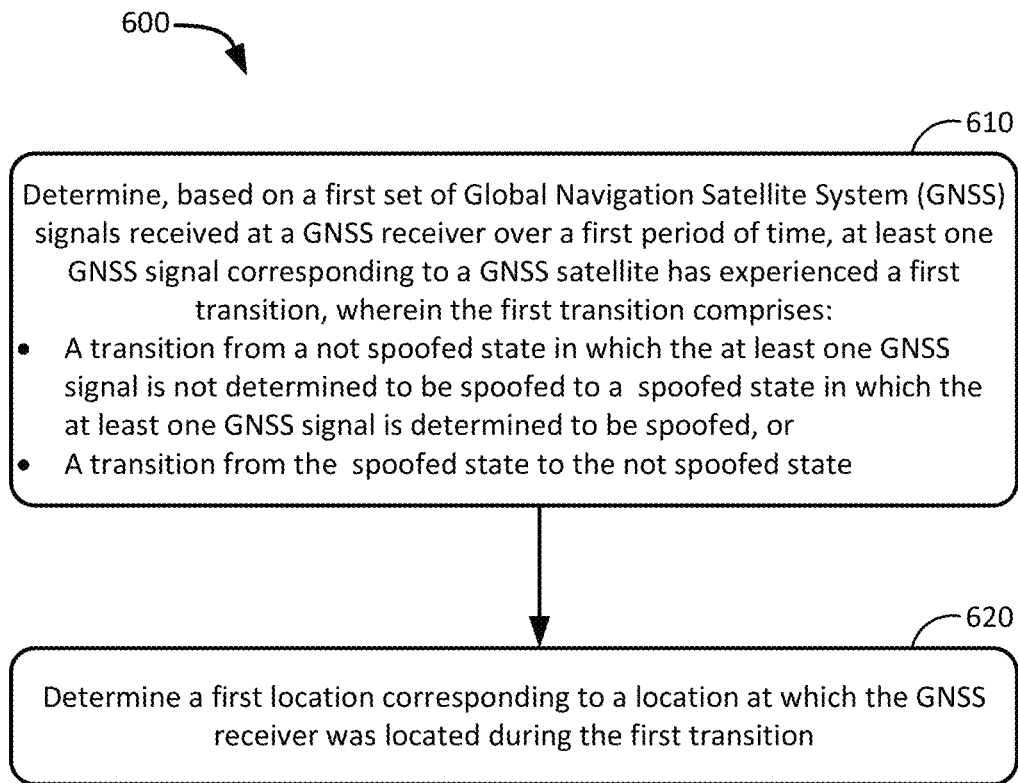 600
610
Determine, based on a first set of Global Navigation Satellite System (GNSS)
signals received at a GNSS receiver over a first period of time, at least one
GNSS signal corresponding to a GNSS satellite has experienced a first
transition, wherein the first transition comprises:
• A transition from a not spoofed state in which the at least one GNSS
signal is not determined to be spoofed to a spoofed state in which the
at least one GNSS signal is determined to be spoofed, or
• A transition from the spoofed state to the not spoofed state
620
Determine a first location corresponding to a location at which the GNSS
receiver was located during the first transition